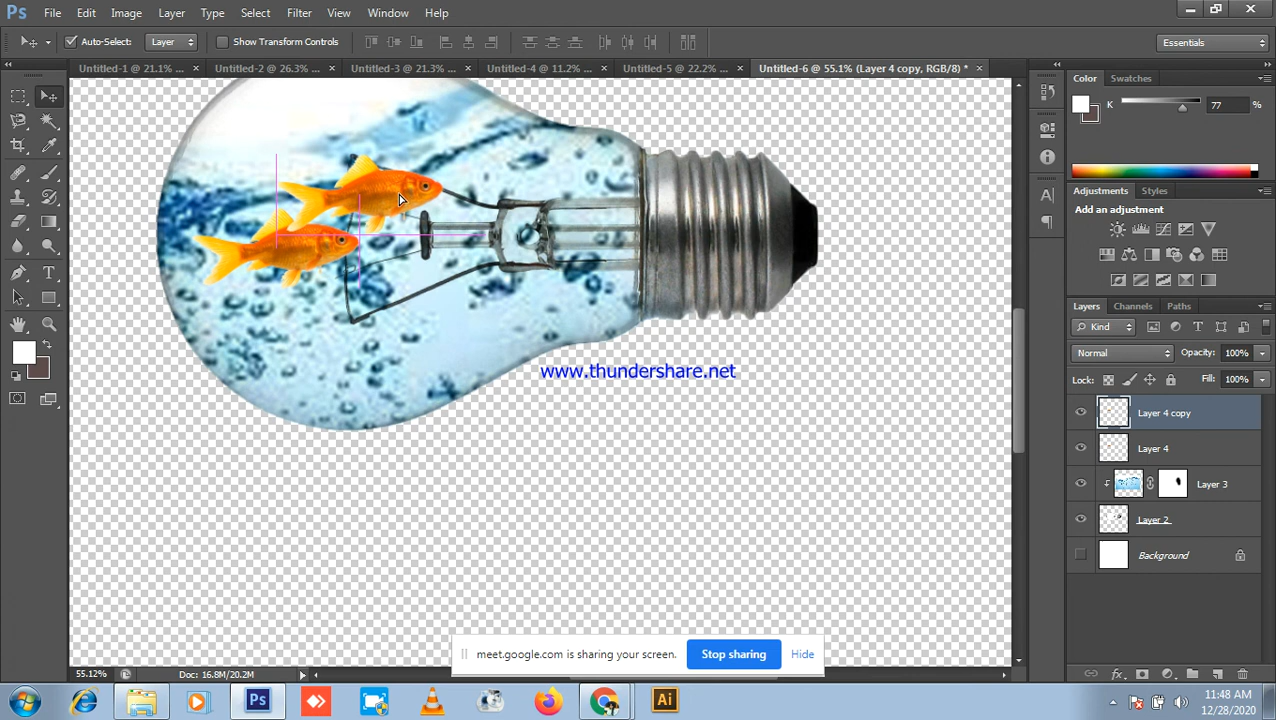 Ps File Edit Image Layer Type Select Filter View Window Help
Auto-Select: Layer Show Transform Controls Essentials
Untitled-1 @ 21.1% ... × Untitled-2 @ 26.3% ... × Untitled-3 @ 21.3% ... × Untitled-4 @ 11.2% ... × Untitled-5 @ 22.2% ... × Untitled-6 @ 55.1% (Layer 4 copy, RGB/8) * ×
Color Swatches
K 77 %
Adjustments Styles
Add an adjustment
Layers Channels Paths
Kind
Normal Opacity: 100%
Lock: Fill: 100%
Layer 4 copy
Layer 4
Layer 3
Layer 2
Background
www.thundershare.net
meet.google.com is sharing your screen. Stop sharing Hide
55.12% Doc: 16.8M/20.2M
Ps Ai
11:48 AM
12/28/2020